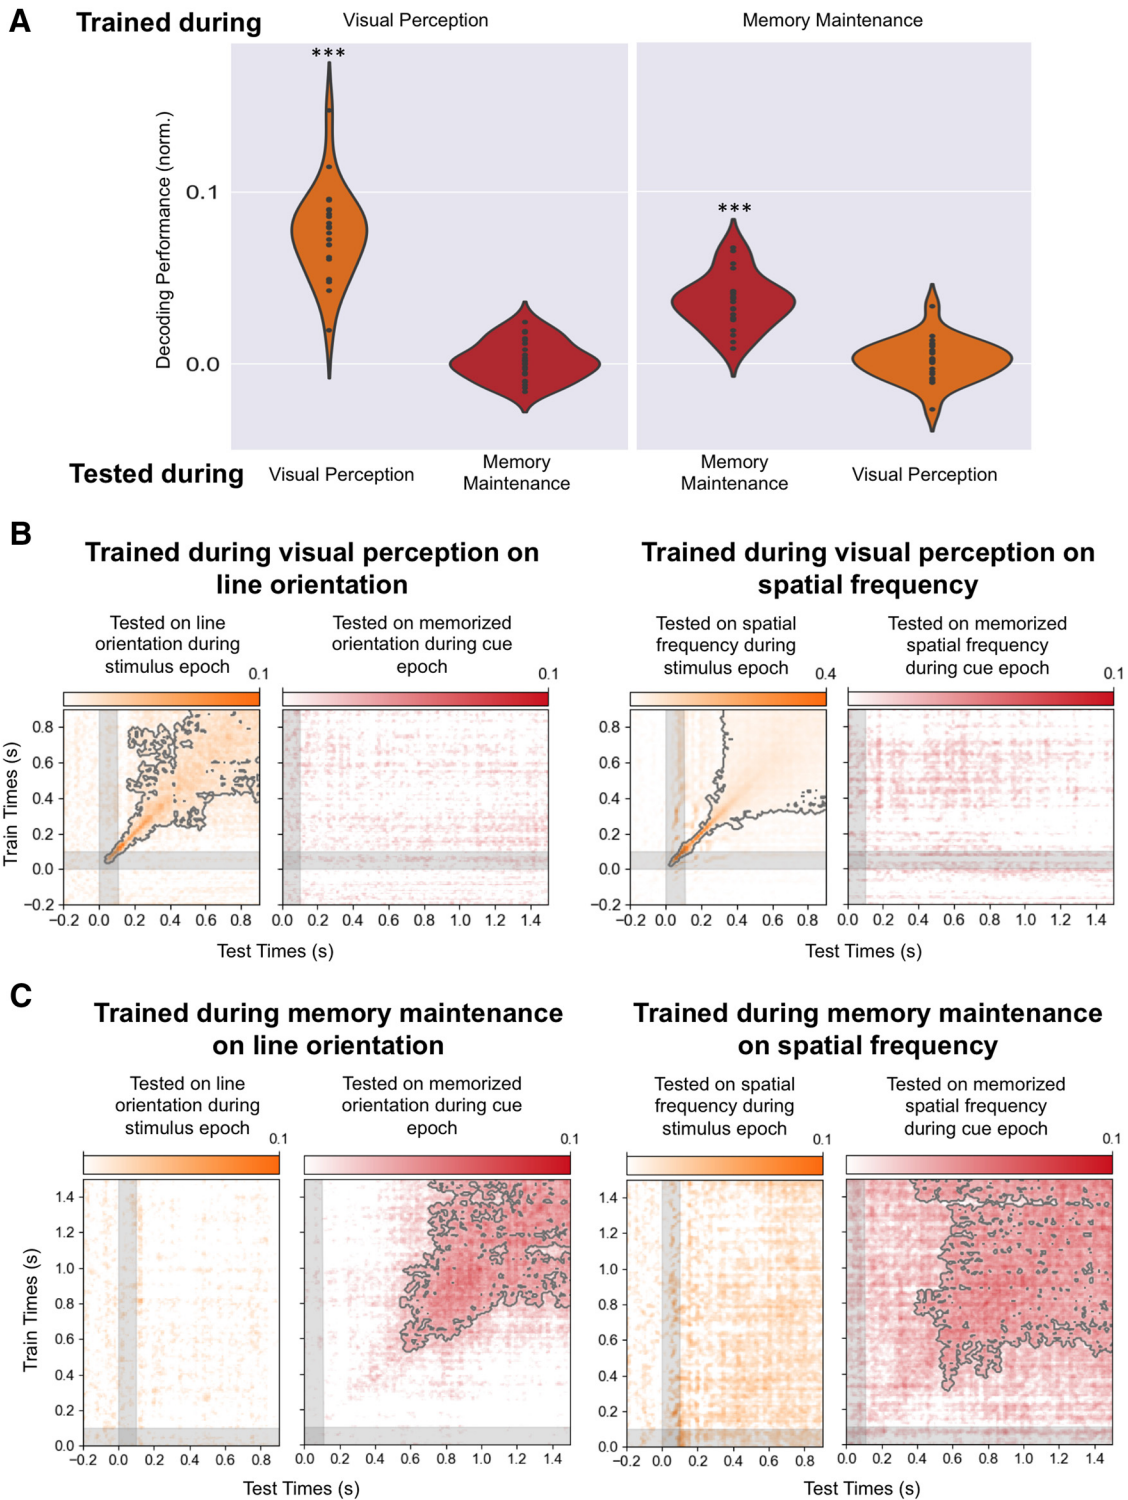 A
Trained during
Visual Perception
Memory Maintenance
***
***
Decoding Performance (norm.)
0.1
0.0
Tested during
Visual Perception
Memory
Maintenance
Memory
Maintenance
Visual Perception
B
Trained during visual perception on
line orientation
Trained during visual perception on
spatial frequency
Tested on line
orientation during
stimulus epoch
0.1
Tested on memorized
orientation during cue
epoch
0.1
Tested on spatial
frequency during
stimulus epoch
0.4
Tested on memorized
spatial frequency
during cue epoch
0.1
Train Times (s)
0.8
0.6
0.4
0.2
0.0
−0.2
−0.2 0.0 0.2 0.4 0.6 0.8
0.0 0.2 0.4 0.6 0.8 1.0 1.2 1.4
Test Times (s)
0.8
0.6
0.4
0.2
0.0
−0.2
−0.2 0.0 0.2 0.4 0.6 0.8
0.0 0.2 0.4 0.6 0.8 1.0 1.2 1.4
Test Times (s)
C
Trained during memory maintenance
on line orientation
Trained during memory maintenance
on spatial frequency
Tested on line
orientation during
stimulus epoch
0.1
Tested on memorized
orientation during cue
epoch
0.1
Tested on spatial
frequency during
stimulus epoch
0.1
Tested on memorized
spatial frequency
during cue epoch
0.1
Train Times (s)
1.4
1.2
1.0
0.8
0.6
0.4
0.2
0.0
−0.2 0.0 0.2 0.4 0.6 0.8
0.0 0.2 0.4 0.6 0.8 1.0 1.2 1.4
Test Times (s)
1.4
1.2
1.0
0.8
0.6
0.4
0.2
0.0
−0.2 0.0 0.2 0.4 0.6 0.8
0.0 0.2 0.4 0.6 0.8 1.0 1.2 1.4
Test Times (s)